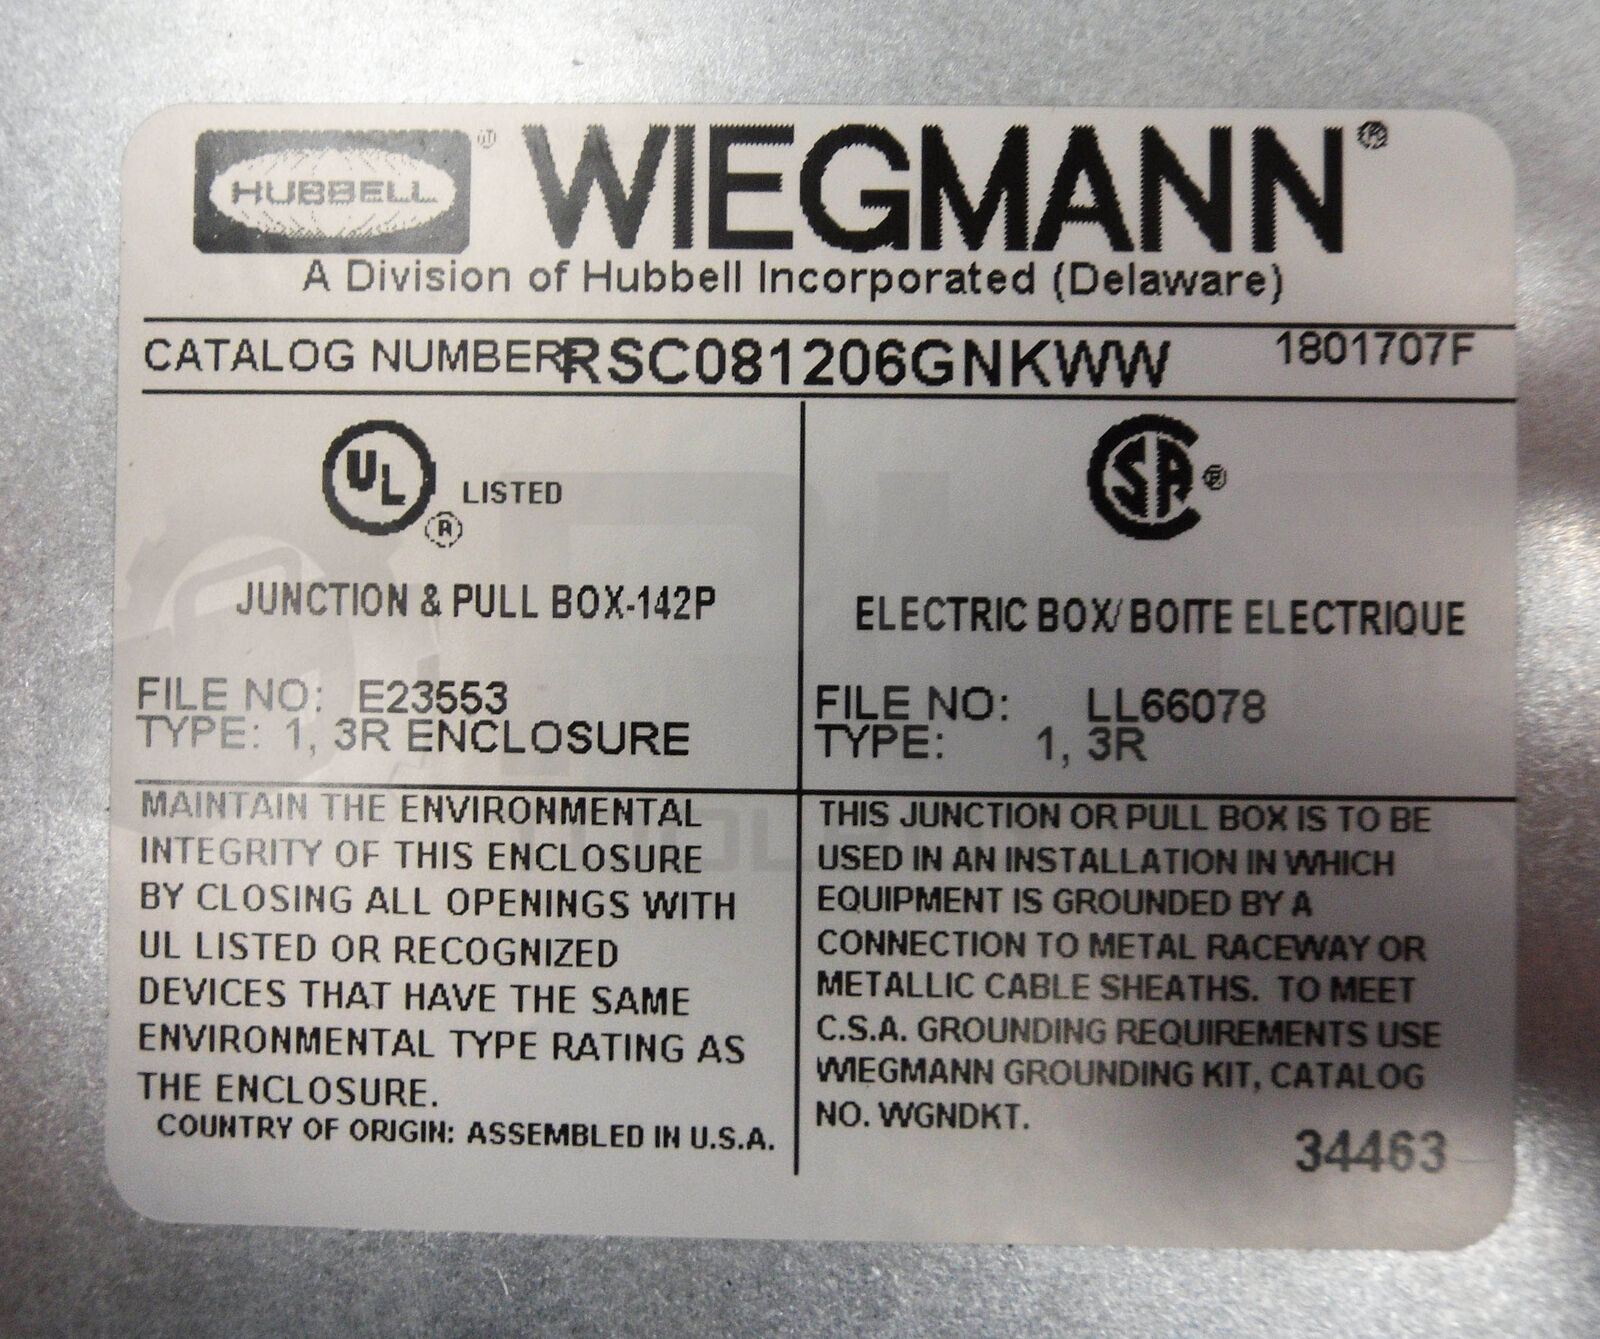 HUBBELL ® WIEGMANN ®
A Division of Hubbell Incorporated (Delaware)
CATALOG NUMBER: RSC081206GNKWW 1801707F
UL ® LISTED
JUNCTION & PULL BOX-142P
FILE NO: E23553
TYPE: 1, 3R ENCLOSURE
MAINTAIN THE ENVIRONMENTAL
INTEGRITY OF THIS ENCLOSURE
BY CLOSING ALL OPENINGS WITH
UL LISTED OR RECOGNIZED
DEVICES THAT HAVE THE SAME
ENVIRONMENTAL TYPE RATING AS
THE ENCLOSURE.
COUNTRY OF ORIGIN: ASSEMBLED IN U.S.A.
SA ®
ELECTRIC BOX/BOITE ELECTRIQUE
FILE NO: LL66078
TYPE: 1, 3R
THIS JUNCTION OR PULL BOX IS TO BE
USED IN AN INSTALLATION IN WHICH
EQUIPMENT IS GROUNDED BY A
CONNECTION TO METAL RACEWAY OR
METALLIC CABLE SHEATHS. TO MEET
C.S.A. GROUNDING REQUIREMENTS USE
WIEGMANN GROUNDING KIT, CATALOG
NO. WGNDKT.
34463